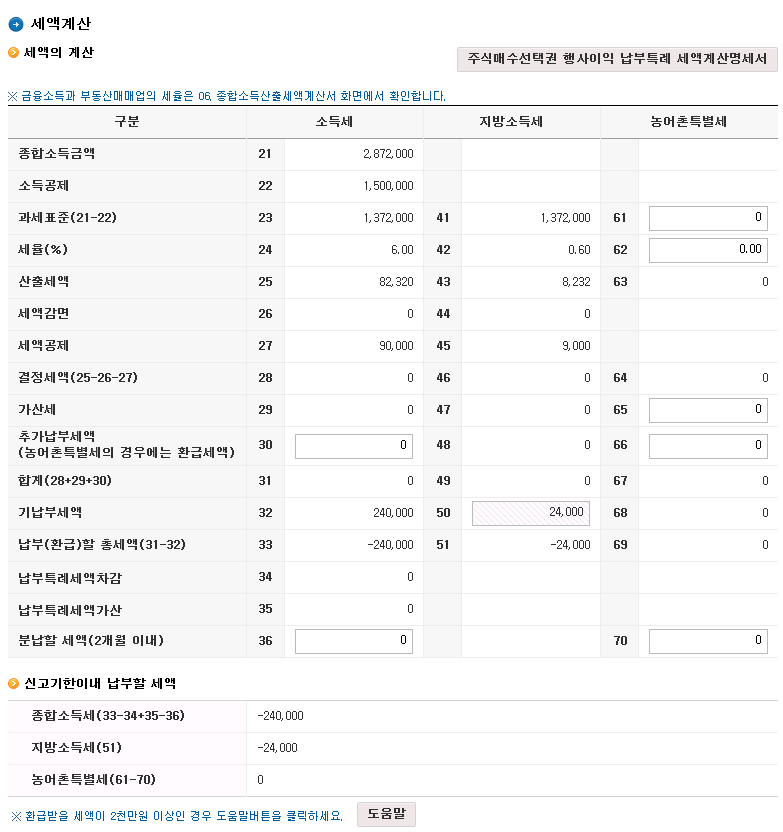 세액계산
세액의 계산
주식매수선택권 행사이익 납부특례 세액계산명세서
※ 금융소득과 부동산매매업의 세율은 06. 종합소득산출세액계산서 화면에서 확인합니다.
구분 소득세 지방소득세 농어촌특별세
종합소득금액 21 2,872,000
소득공제 22 1,500,000
과세표준(21-22) 23 1,372,000 41 1,372,000 61 0
세율(%) 24 6.00 42 0.60 62 0.00
산출세액 25 82,320 43 8,232 63 0
세액감면 26 0 44 0
세액공제 27 90,000 45 9,000
결정세액(25-26-27) 28 0 46 0 64 0
가산세 29 0 47 0 65 0
추가납부세액
(농어촌특별세의 경우에는 환급세액) 30 0 48 0 66 0
합계(28+29+30) 31 0 49 0 67 0
기납부세액 32 240,000 50 24,000 68 0
납부(환급)할 총세액(31-32) 33 -240,000 51 -24,000 69 0
납부특례세액차감 34 0
납부특례세액가산 35 0
분납할 세액(2개월 이내) 36 0 70 0
신고기한이내 납부할 세액
종합소득세(33-34+35-36) -240,000
지방소득세(51) -24,000
농어촌특별세(61-70) 0
※ 환급받을 세액이 2천만원 이상인 경우 도움말버튼을 클릭하세요. 도움말